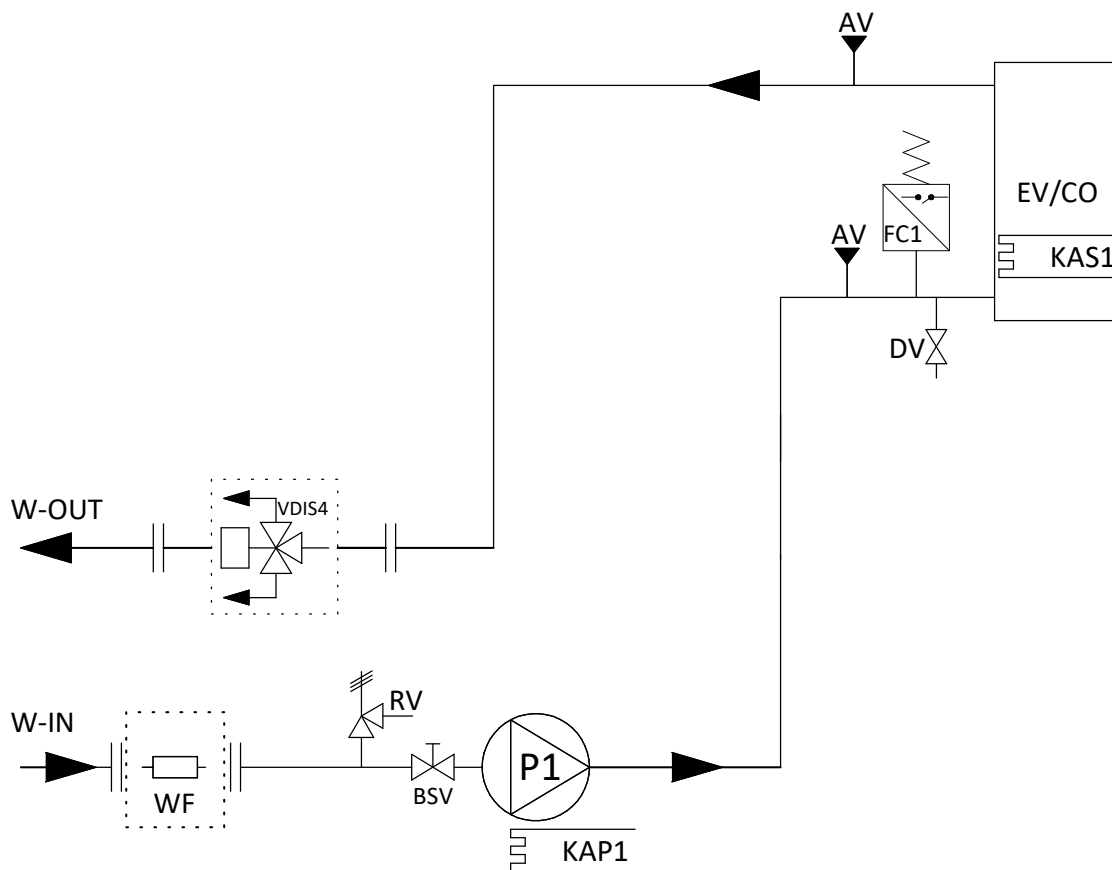 AV
EV/CO
FC1
AV
KAS1
DV
W-OUT
VDIS4
RV
W-IN
P1
WF
BSV
KAP1